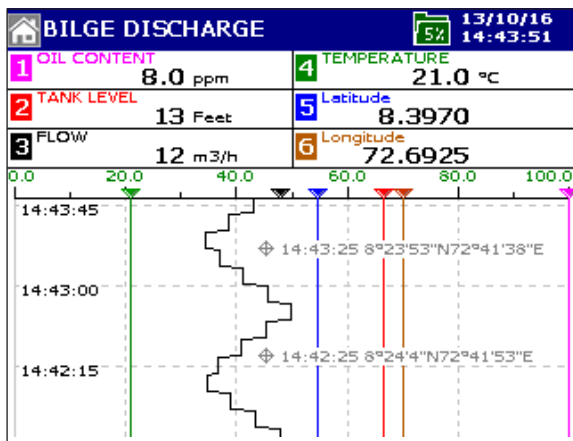 BILGE DISCHARGE
5%
13/10/16
14:43:51
1 OIL CONTENT
8.0 ppm
4 TEMPERATURE
21.0 °C
2 TANK LEVEL
13 Feet
5 Latitude
8.3970
3 FLOW
12 m3/h
6 Longitude
72.6925
0.0 20.0 40.0 60.0 80.0 100.0
14:43:45
14:43:25 8°23'53"N72°41'38"E
14:43:00
14:42:25 8°24'4"N72°41'53"E
14:42:15